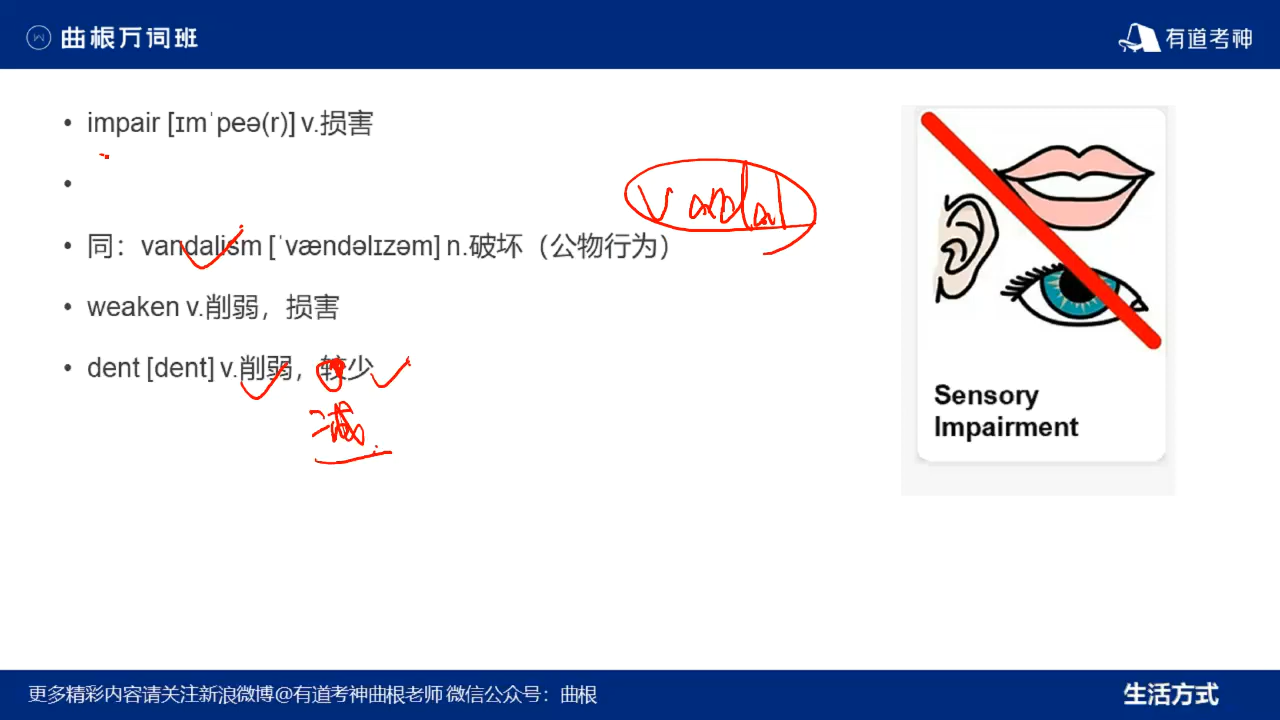 曲根万词班
有道考神
impair [ɪmˈpeə(r)] v.损害
vandal
同：vandalism [ˈvændəlɪzəm] n.破坏（公物行为）
weaken v.削弱，损害
dent [dent] v.削弱，较少
减
Sensory
Impairment
更多精彩内容请关注新浪微博@有道考神曲根老师 微信公众号：曲根
生活方式